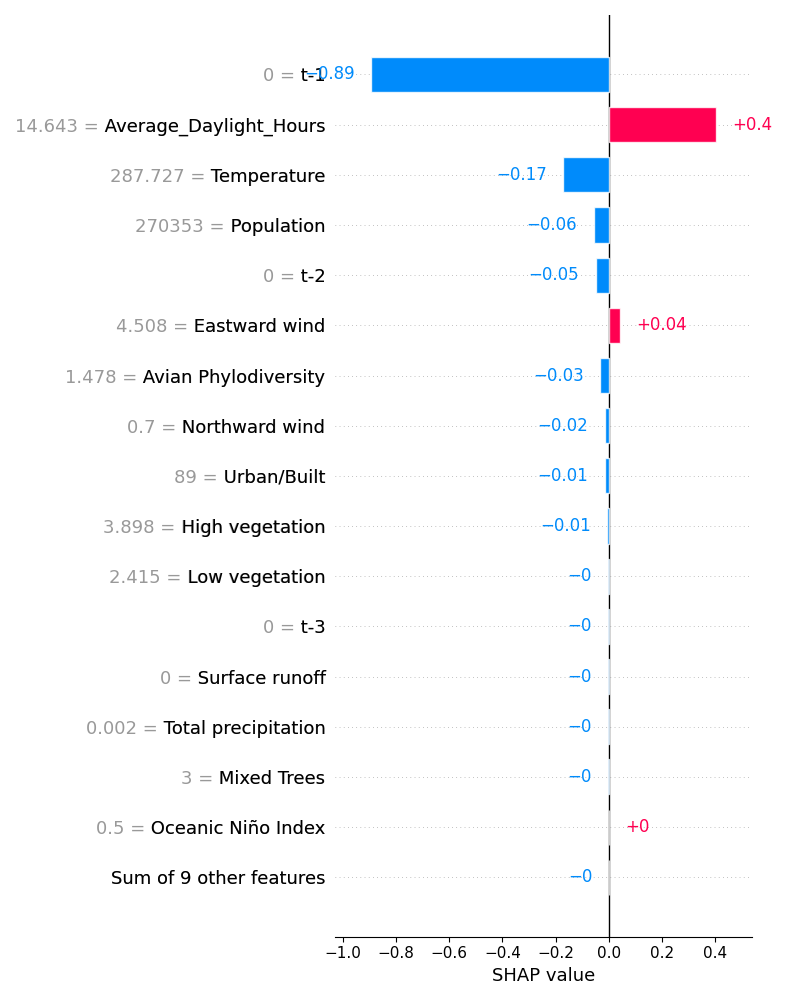 0 = t-1 −0.89
14.643 = Average_Daylight_Hours +0.4
287.727 = Temperature −0.17
270353 = Population −0.06
0 = t-2 −0.05
4.508 = Eastward wind +0.04
1.478 = Avian Phylodiversity −0.03
0.7 = Northward wind −0.02
89 = Urban/Built −0.01
3.898 = High vegetation −0.01
2.415 = Low vegetation −0
0 = t-3 −0
0 = Surface runoff −0
0.002 = Total precipitation −0
3 = Mixed Trees −0
0.5 = Oceanic Niño Index +0
Sum of 9 other features −0
−1.0 −0.8 −0.6 −0.4 −0.2 0.0 0.2 0.4
SHAP value